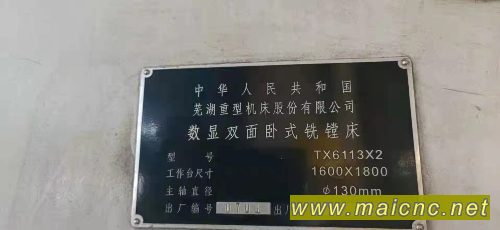 中华人民共和国
芜湖重型机床股份有限公司
数显双面卧式铣镗床
型号 TX6113X2
工作台尺寸 1600X1800
主轴直径 φ130mm
出厂编号 出厂
www.maicnc.net